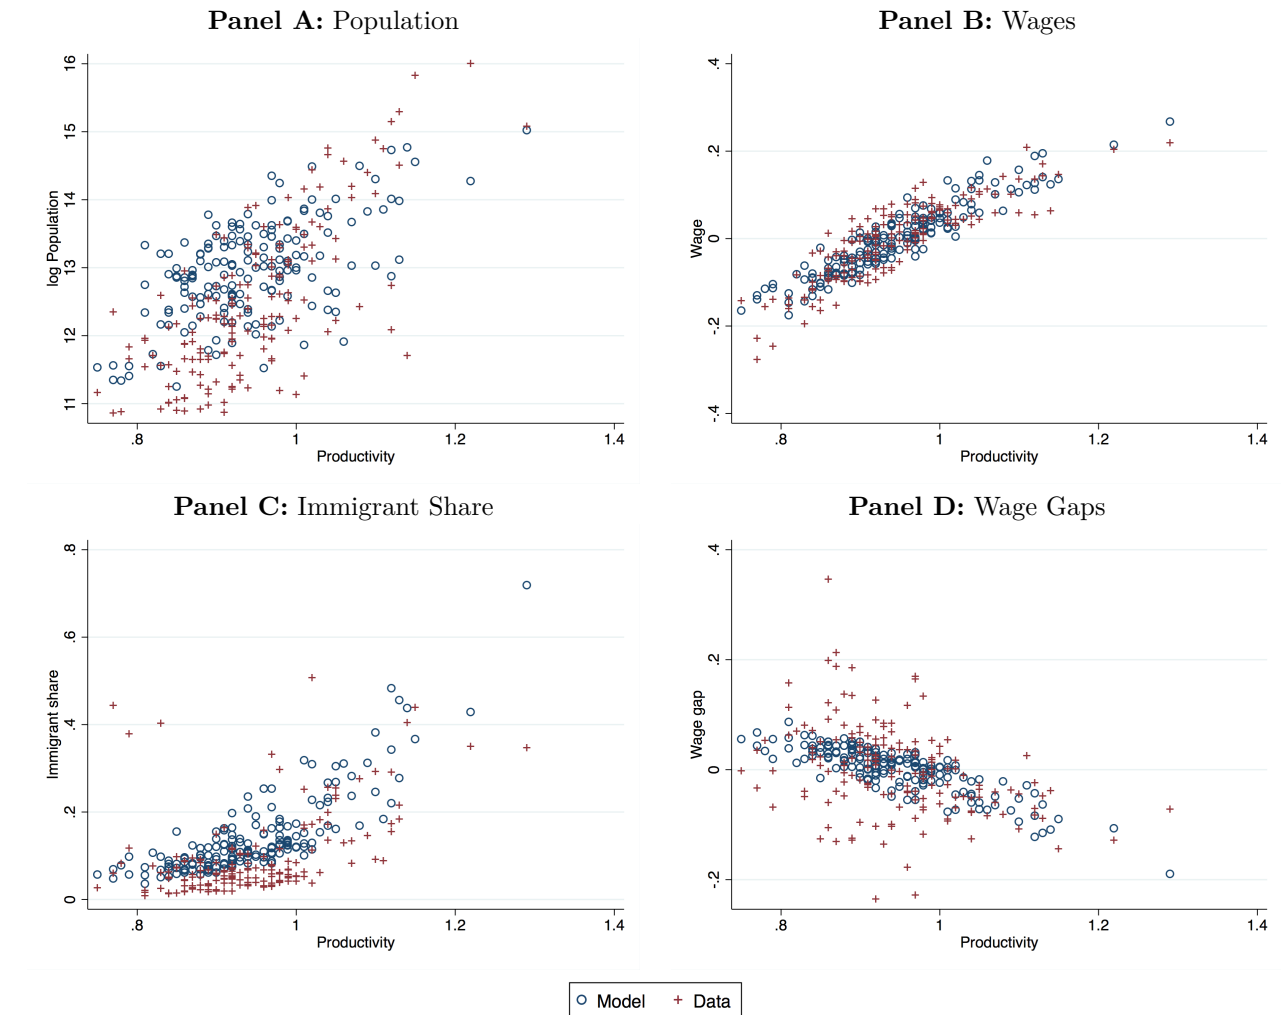 Panel A: Population
16
15
14
13
12
11
log Population
.8
1
1.2
1.4
Productivity
Panel B: Wages
.4
.2
0
-.2
-.4
Wage
.8
1
1.2
1.4
Productivity
Panel C: Immigrant Share
.8
.6
.4
.2
0
Immigrant share
.8
1
1.2
1.4
Productivity
Panel D: Wage Gaps
.4
.2
0
-.2
Wage gap
.8
1
1.2
1.4
Productivity
Model
Data